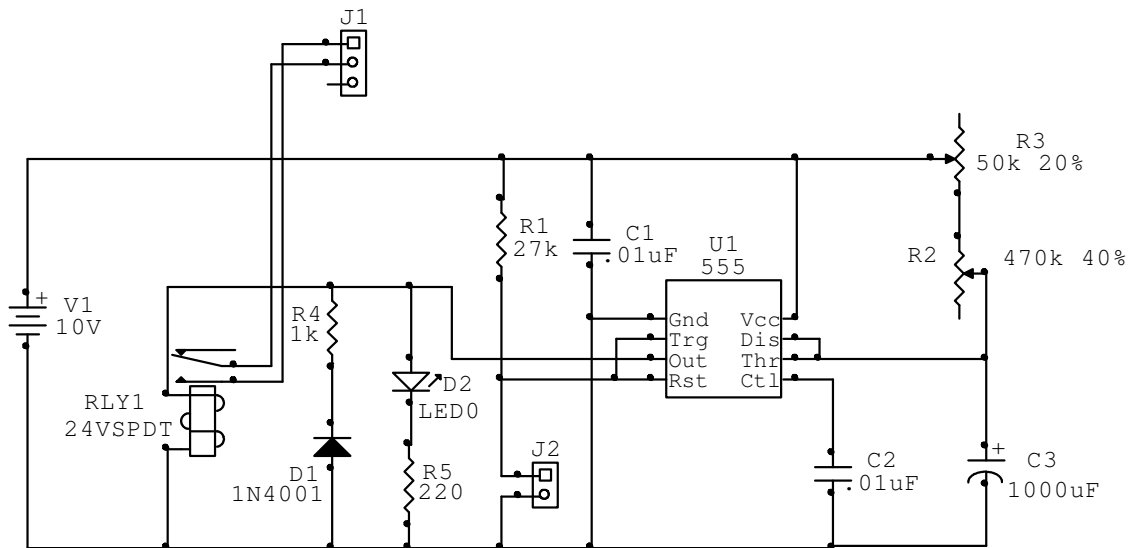 J1
R3
50k 20%
R1
27k
C1
.01uF
U1
555
R2
470k 40%
V1
10V
R4
1k
Gnd
Vcc
Trg
Dis
Out
Thr
Rst
Ctl
D2
LED0
RLY1
24VSPDT
D1
1N4001
R5
220
J2
C2
.01uF
C3
1000uF
+
+